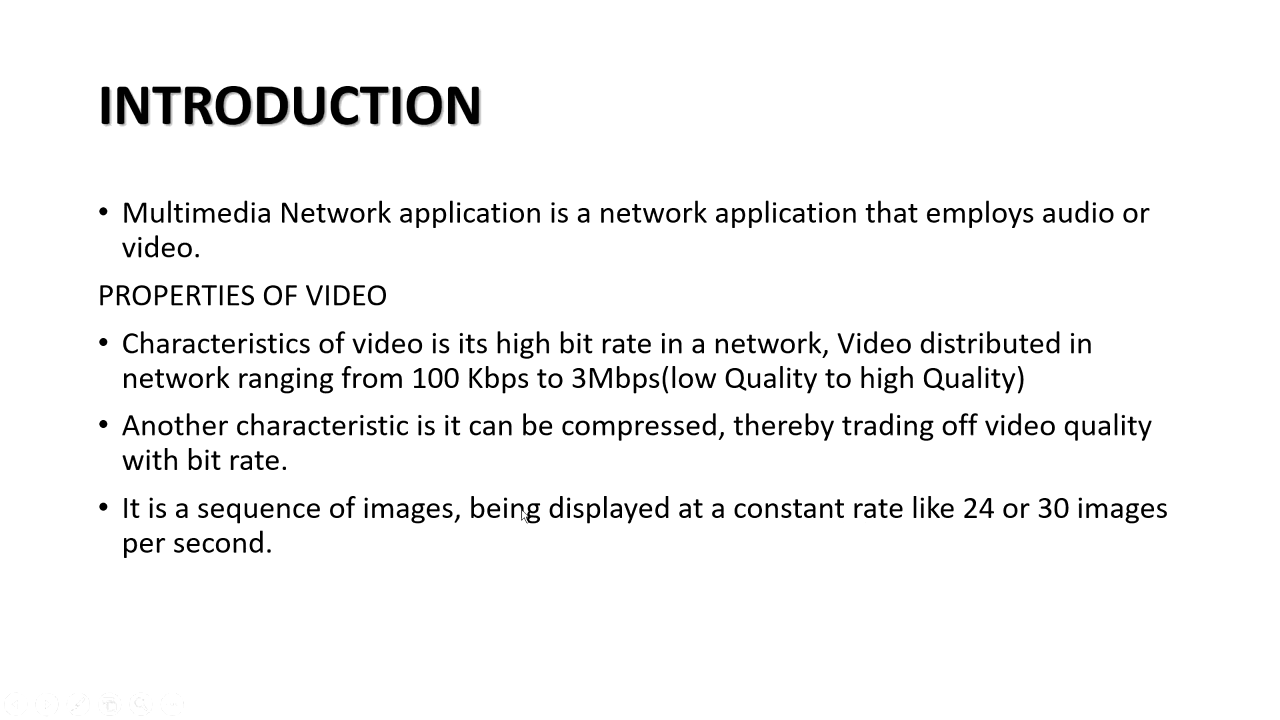 INTRODUCTION
• Multimedia Network application is a network application that employs audio or
video.
PROPERTIES OF VIDEO
• Characteristics of video is its high bit rate in a network, Video distributed in
network ranging from 100 Kbps to 3Mbps(low Quality to high Quality)
• Another characteristic is it can be compressed, thereby trading off video quality
with bit rate.
• It is a sequence of images, being displayed at a constant rate like 24 or 30 images
per second.